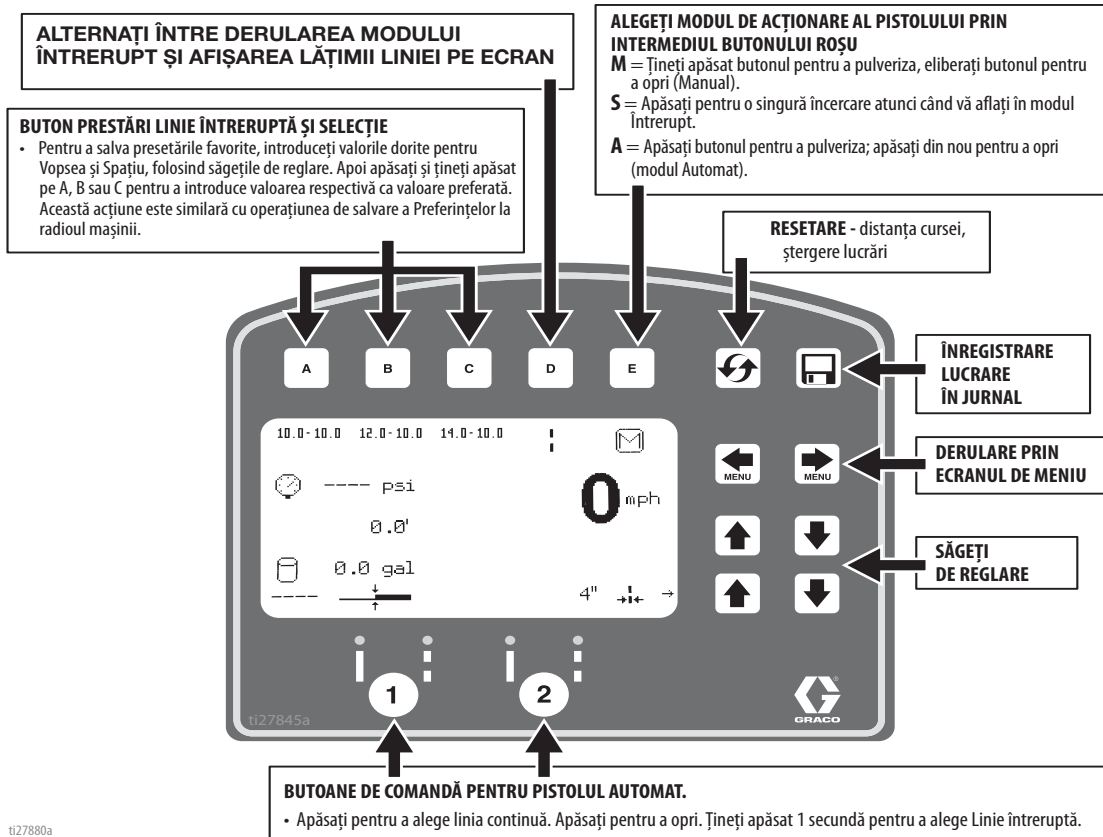 ALTERNAȚI ÎNTRE DERULAREA MODULUI
ÎNTRERUPT ȘI AFIȘAREA LĂȚIMII LINIEI PE ECRAN
ALEGEȚI MODUL DE ACȚIONARE AL PISTOLULUI PRIN
INTERMEDIUL BUTONULUI ROȘU
M = Țineți apăsat butonul pentru a pulveriza, eliberați butonul pentru
a opri (Manual).
S = Apăsați pentru o singură încercare atunci când vă aflați în modul
Întrerupt.
A = Apăsați butonul pentru a pulveriza; apăsați din nou pentru a opri
(modul Automat).
BUTON PRESTĂRI LINIE ÎNTRERUPTĂ ȘI SELECȚIE
• Pentru a salva presetările favorite, introduceți valorile dorite pentru
Vopsea și Spațiu, folosind săgețile de reglare. Apoi apăsați și țineți apăsat
pe A, B sau C pentru a introduce valoarea respectivă ca valoare preferată.
Această acțiune este similară cu operațiunea de salvare a Preferințelor la
radioul mașinii.
RESETARE - distanța cursei,
ștergere lucrări
A B C D E
ÎNREGISTRARE
LUCRARE
ÎN JURNAL
10.0-10.0 12.0-10.0 14.0-10.0 M
MENU MENU
DERULARE PRIN
ECRANUL DE MENIU
---- psi
0 mph
0.0'
SĂGEȚI
DE REGLARE
0.0 gal
----
4"
1 2
GRACO
ti27845a
BUTOANE DE COMANDĂ PENTRU PISTOLUL AUTOMAT.
• Apăsați pentru a alege linia continuă. Apăsați pentru a opri. Țineți apăsat 1 secundă pentru a alege Linie întreruptă.
ti27880a